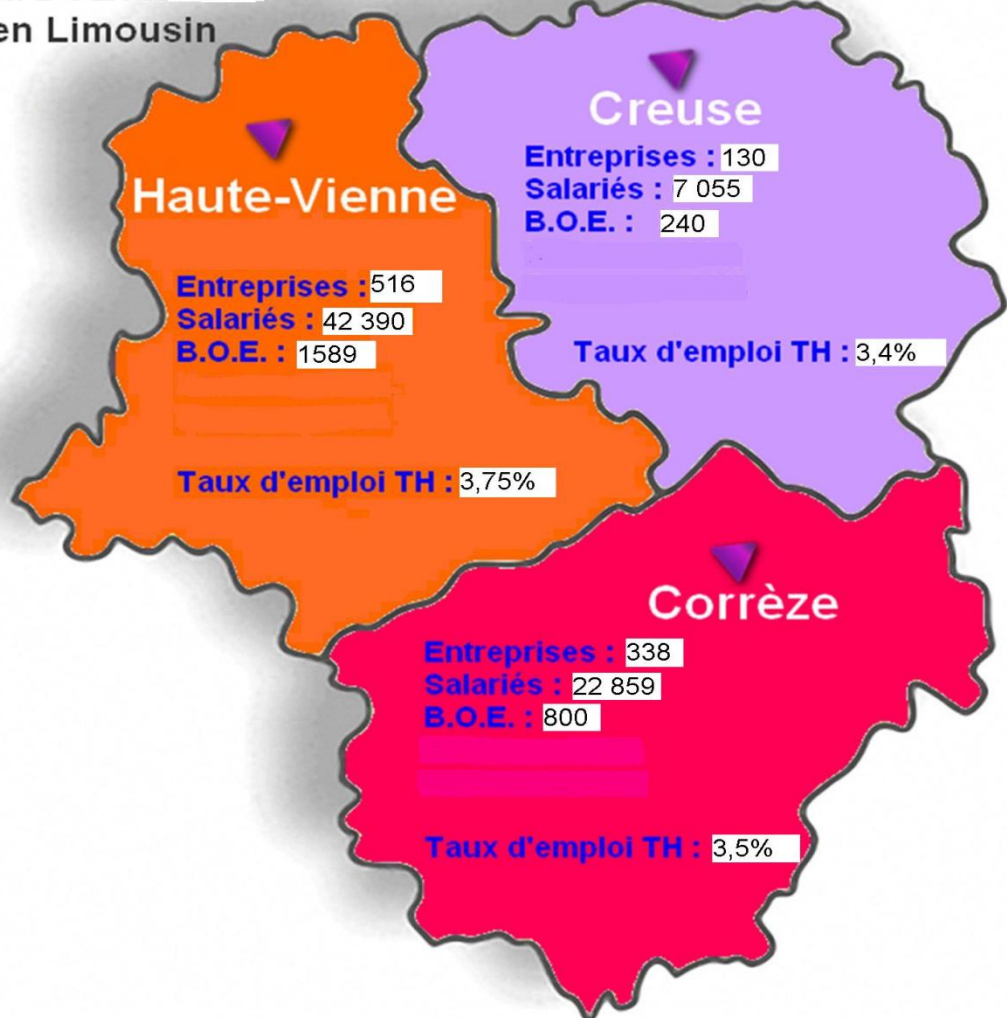 en Limousin
Haute-Vienne
Entreprises : 516
Salariés : 42 390
B.O.E. : 1589
Taux d'emploi TH : 3,75%
Creuse
Entreprises : 130
Salariés : 7 055
B.O.E. : 240
Taux d'emploi TH : 3,4%
Corrèze
Entreprises : 338
Salariés : 22 859
B.O.E. : 800
Taux d'emploi TH : 3,5%